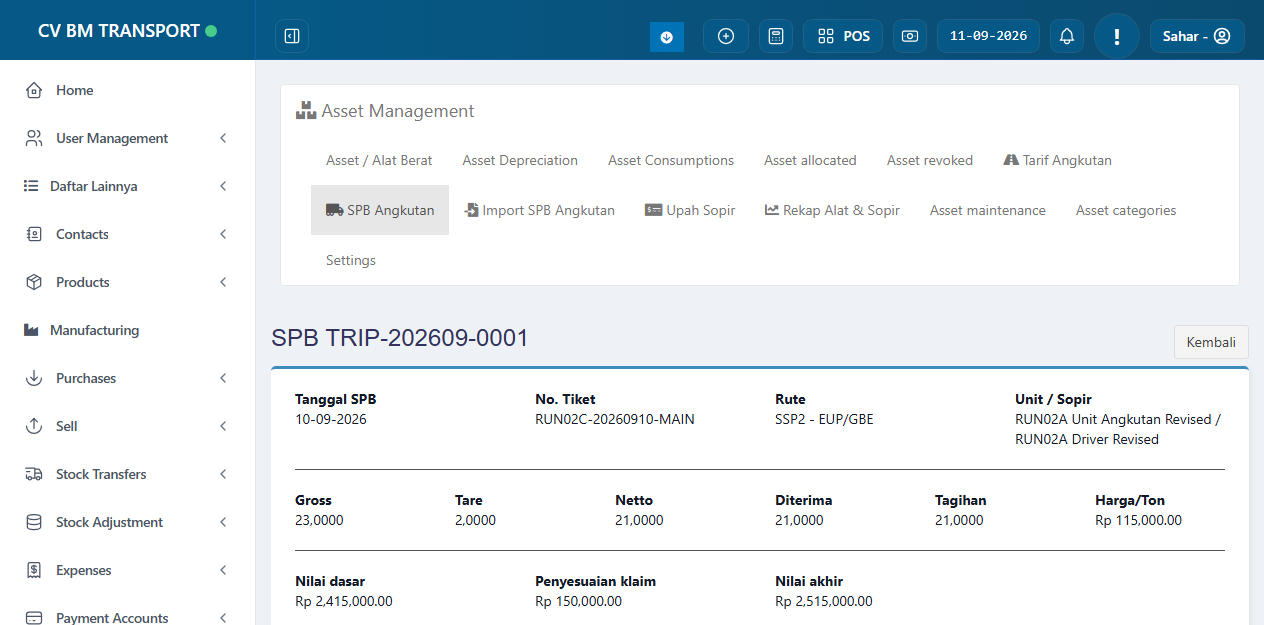 CV BM TRANSPORT
POS
11-09-2026
Sahar -
Home
User Management
Daftar Lainnya
Contacts
Products
Manufacturing
Purchases
Sell
Stock Transfers
Stock Adjustment
Expenses
Payment Accounts
Asset Management
Asset / Alat Berat Asset Depreciation Asset Consumptions Asset allocated Asset revoked Tarif Angkutan
SPB Angkutan Import SPB Angkutan Upah Sopir Rekap Alat & Sopir Asset maintenance Asset categories
Settings
SPB TRIP-202609-0001
Kembali
Tanggal SPB No. Tiket Rute Unit / Sopir
10-09-2026 RUN02C-20260910-MAIN SSP2 - EUP/GBE RUN02A Unit Angkutan Revised /
RUN02A Driver Revised
Gross Tare Netto Diterima Tagihan Harga/Ton
23,0000 2,0000 21,0000 21,0000 21,0000 Rp 115,000.00
Nilai dasar Penyesuaian klaim Nilai akhir
Rp 2,415,000.00 Rp 150,000.00 Rp 2,515,000.00